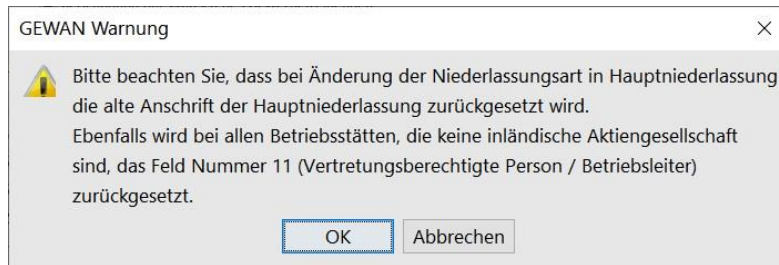 GEWAN Warnung
Bitte beachten Sie, dass bei Änderung der Niederlassungsart in Hauptniederlassung
die alte Anschrift der Hauptniederlassung zurückgesetzt wird.
Ebenfalls wird bei allen Betriebsstätten, die keine inländische Aktiengesellschaft
sind, das Feld Nummer 11 (Vertretungsberechtigte Person / Betriebsleiter)
zurückgesetzt.
OK Abbrechen